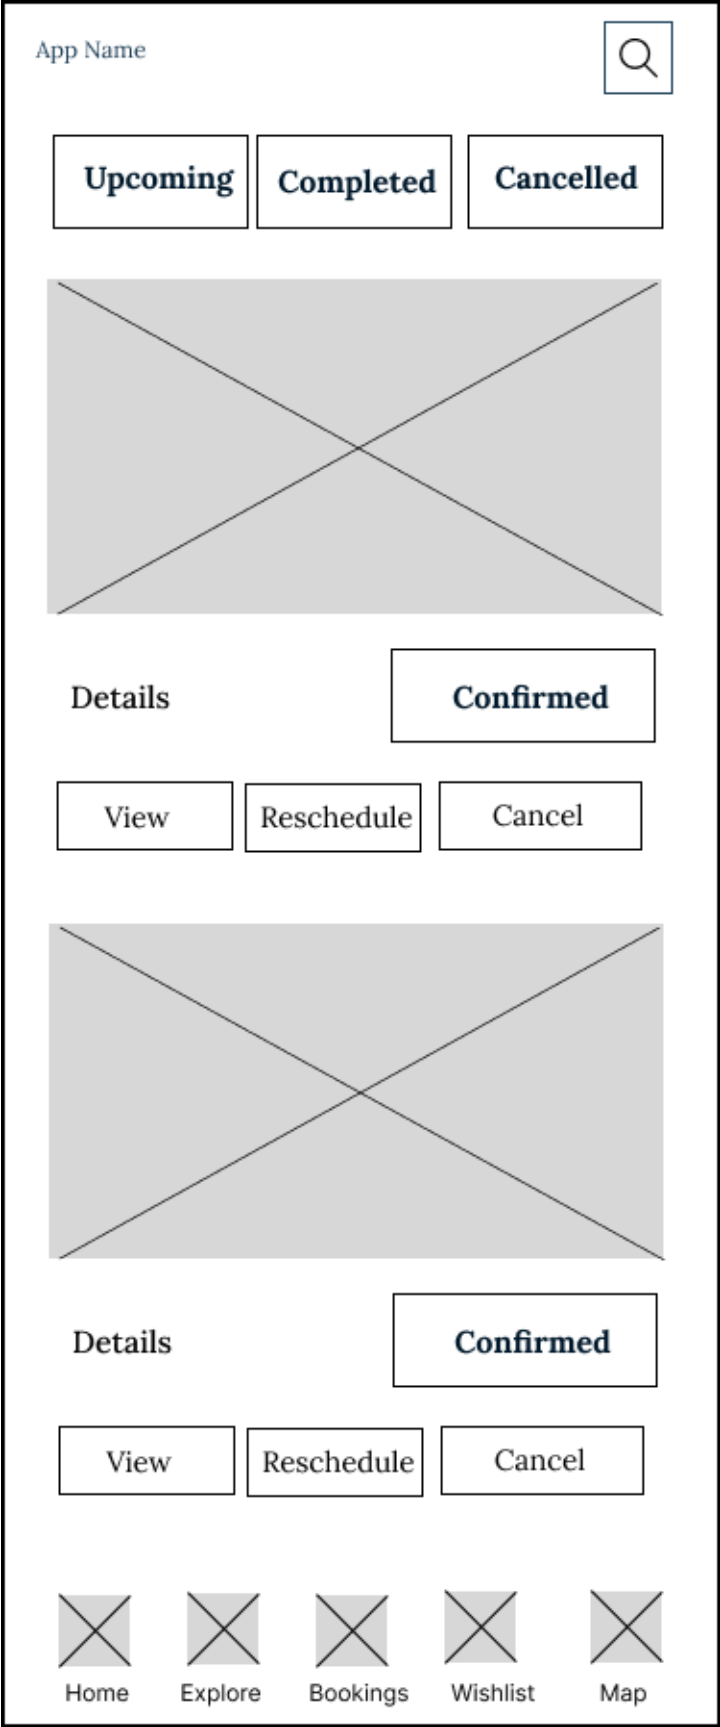 App Name
Upcoming Completed Cancelled
Details Confirmed
View Reschedule Cancel
Details Confirmed
View Reschedule Cancel
Home Explore Bookings Wishlist Map